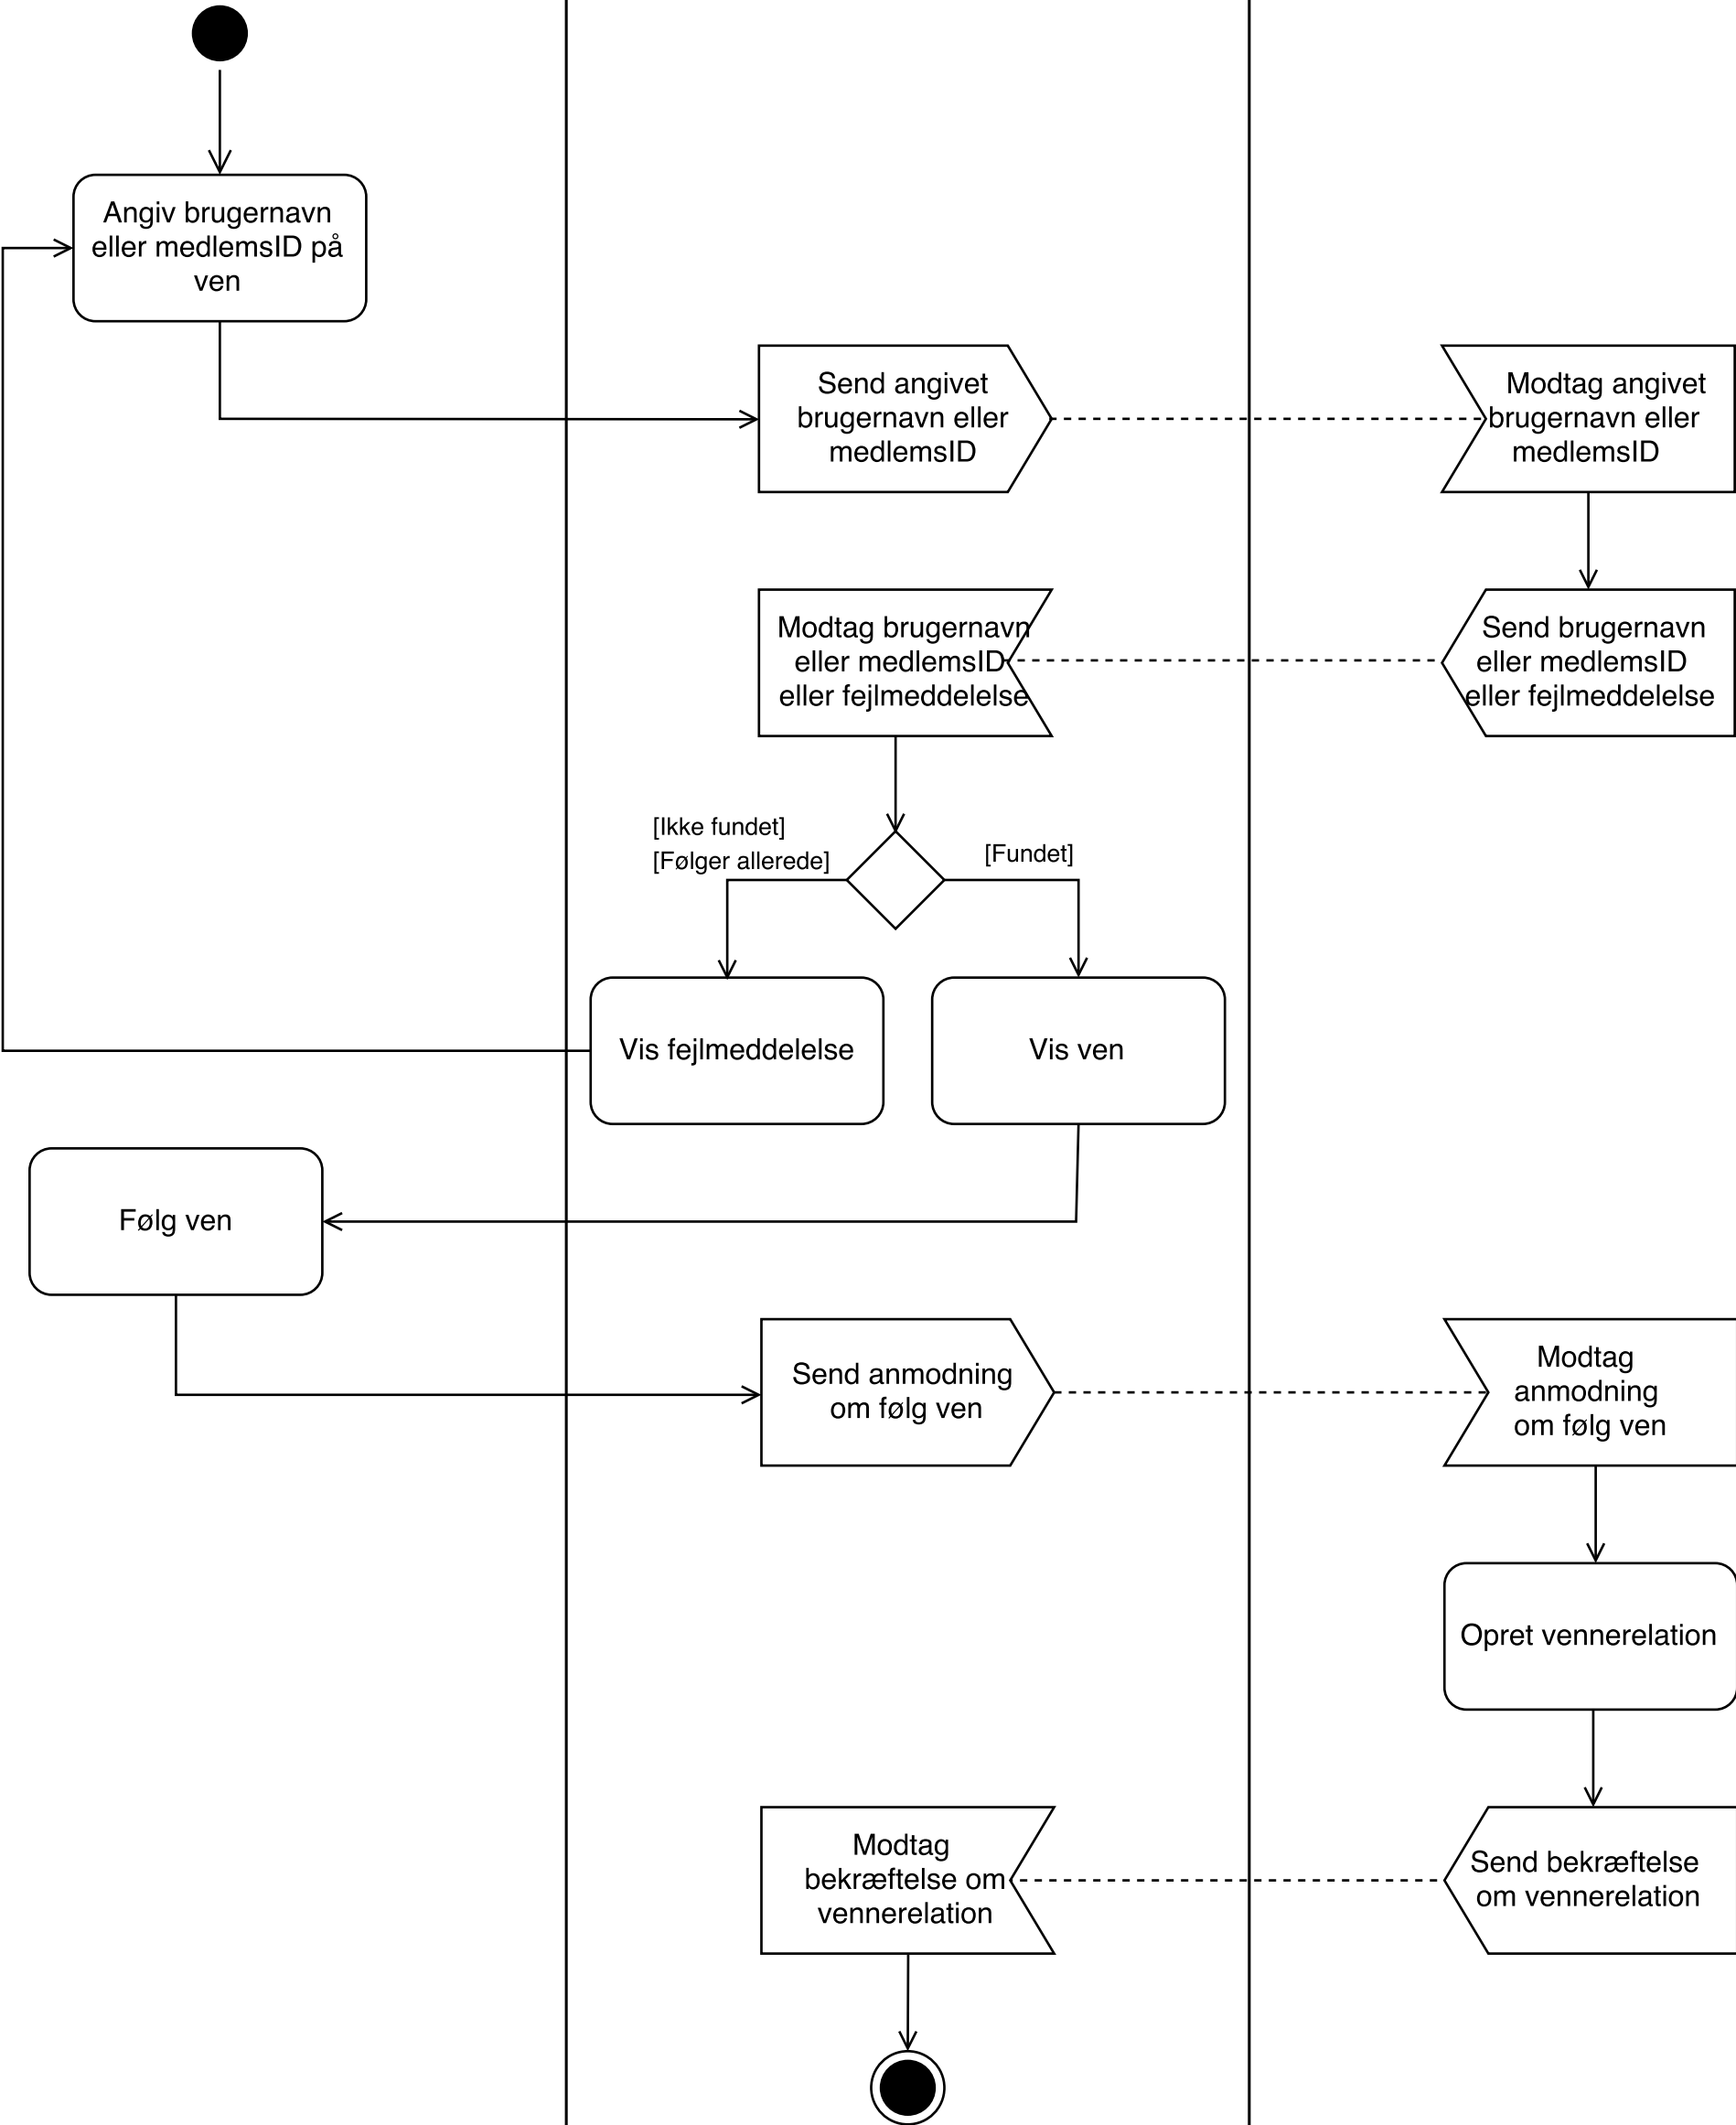 Angiv brugernavn
eller medlemsID på
ven
Send angivet
brugernavn eller
medlemsID
Modtag angivet
brugernavn eller
medlemsID
Modtag brugernavn
eller medlemsID
eller fejlmeddelelse
Send brugernavn
eller medlemsID
eller fejlmeddelelse
[Ikke fundet]
[Følger allerede]
[Fundet]
Vis fejlmeddelelse
Vis ven
Følg ven
Send anmodning
om følg ven
Modtag
anmodning
om følg ven
Opret vennerelation
Modtag
bekræftelse om
vennerelation
Send bekræftelse
om vennerelation